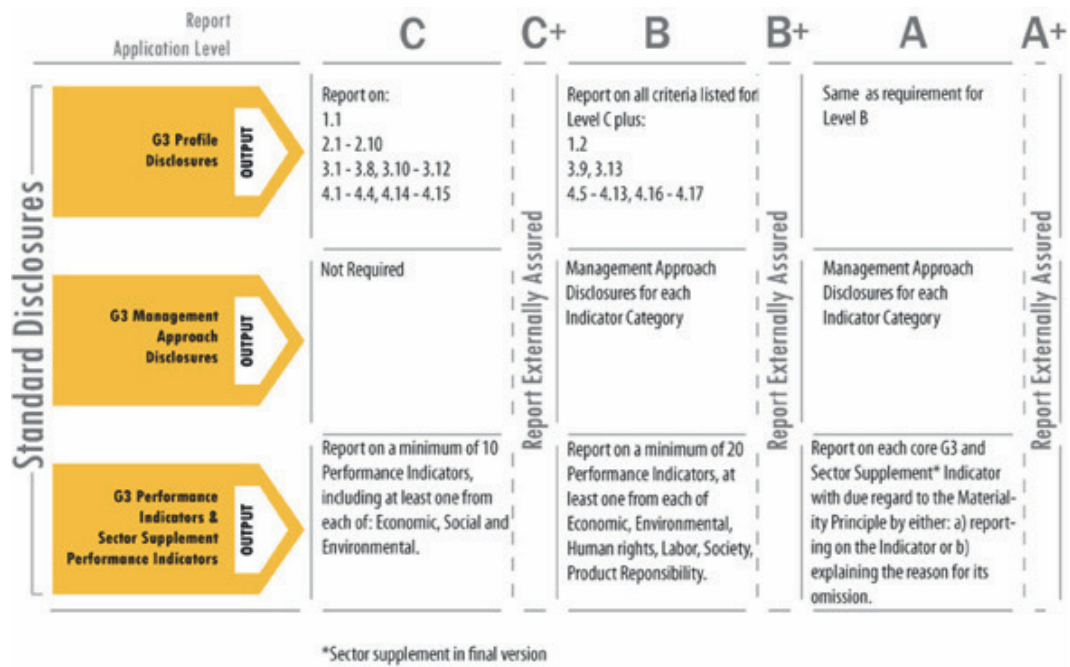 Report
Application Level
C
C+
B
B+
A
A+
Standard Disclosures
G3 Profile
Disclosures
OUTPUT
Report on:
1.1
2.1 - 2.10
3.1 - 3.8, 3.10 - 3.12
4.1 - 4.4, 4.14 - 4.15
Report on all criteria listed for
Level C plus:
1.2
3.9, 3.13
4.5 - 4.13, 4.16 - 4.17
Same as requirement for
Level B
G3 Management
Approach
Disclosures
OUTPUT
Not Required
Management Approach
Disclosures for each
Indicator Category
Management Approach
Disclosures for each
Indicator Category
G3 Performance
Indicators &
Sector Supplement
Performance Indicators
OUTPUT
Report on a minimum of 10
Performance Indicators,
including at least one from
each of: Economic, Social and
Environmental.
Report on a minimum of 20
Performance Indicators, at
least one from each of
Economic, Environmental,
Human rights, Labor, Society,
Product Reponsibility.
Report on each core G3 and
Sector Supplement* Indicator
with due regard to the Material-
ity Principle by either: a) report-
ing on the Indicator or b)
explaining the reason for its
omission.
Report Externally Assured
Report Externally Assured
Report Externally Assured
*Sector supplement in final version